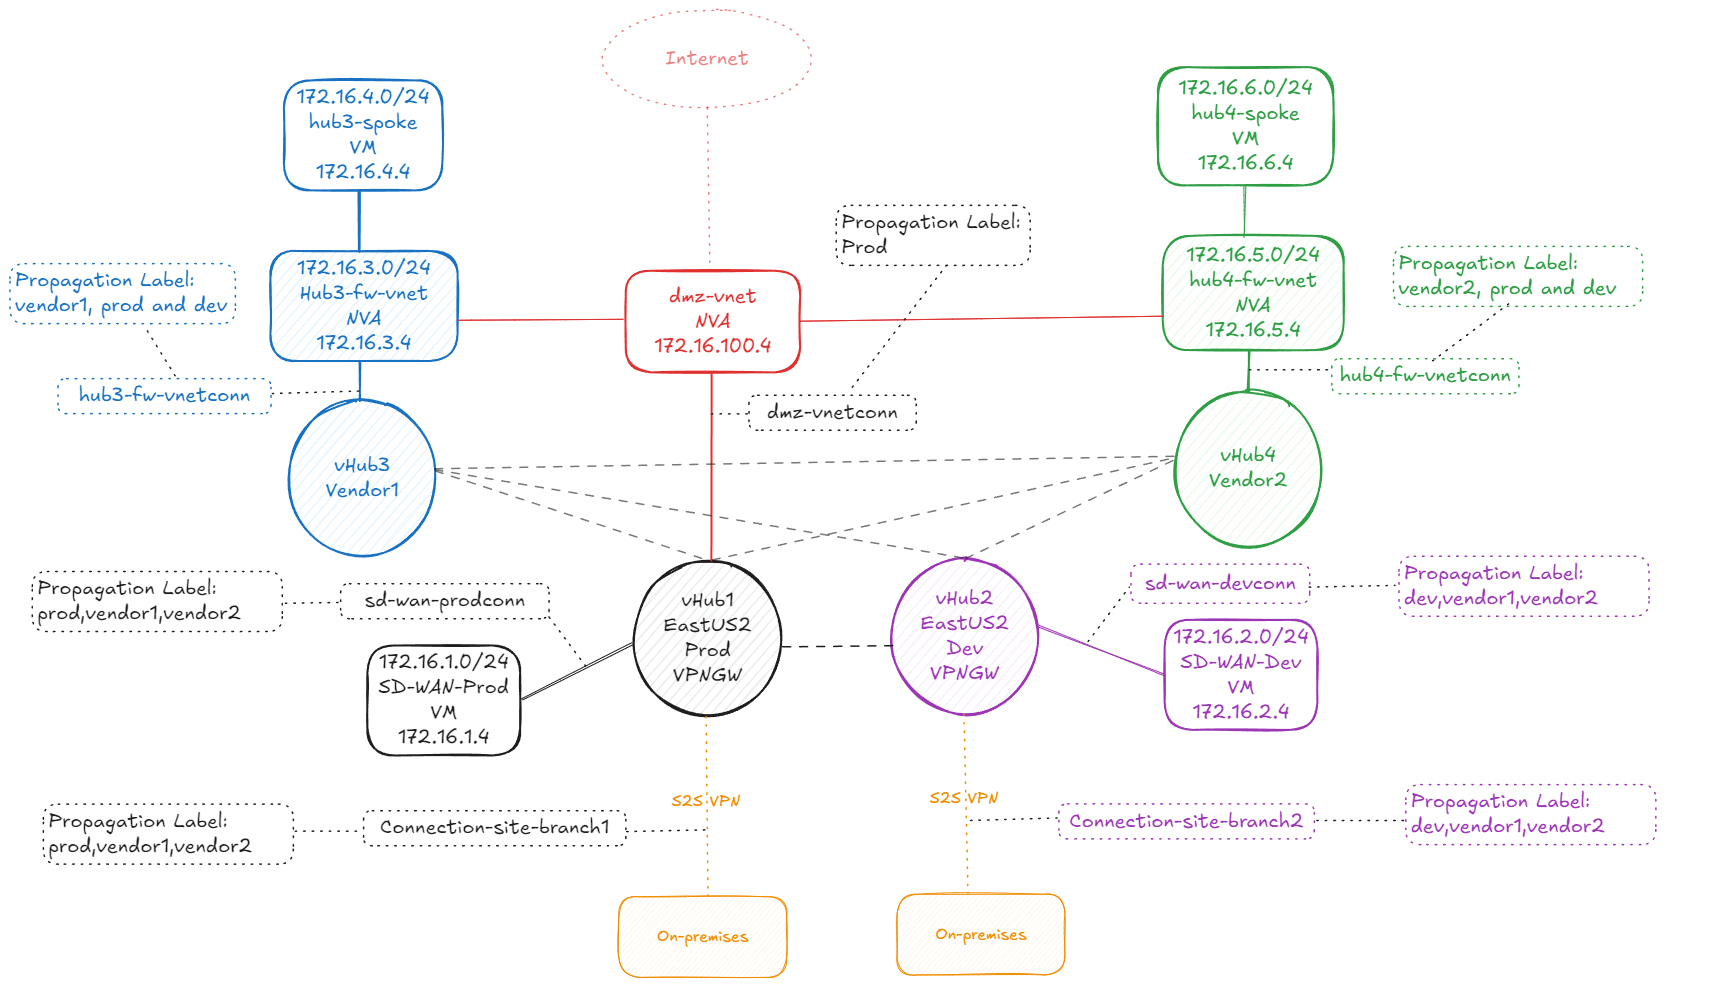 Internet
172.16.4.0/24
hub3-spoke
VM
172.16.4.4
172.16.6.0/24
hub4-spoke
VM
172.16.6.4
Propagation Label:
Prod
Propagation Label:
vendor1, prod and dev
172.16.3.0/24
Hub3-fw-vnet
NVA
172.16.3.4
dmz-vnet
NVA
172.16.100.4
172.16.5.0/24
hub4-fw-vnet
NVA
172.16.5.4
Propagation Label:
vendor2, prod and dev
hub3-fw-vnetconn
dmz-vnetconn
hub4-fw-vnetconn
vHub3
Vendor1
vHub4
Vendor2
Propagation Label:
prod,vendor1,vendor2
sd-wan-prodconn
vHub1
EastUS2
Prod
VPNGW
vHub2
EastUS2
Dev
VPNGW
sd-wan-devconn
Propagation Label:
dev,vendor1,vendor2
172.16.1.0/24
SD-WAN-Prod
VM
172.16.1.4
172.16.2.0/24
SD-WAN-Dev
VM
172.16.2.4
S2S VPN
S2S VPN
Propagation Label:
prod,vendor1,vendor2
Connection-site-branch1
Connection-site-branch2
Propagation Label:
dev,vendor1,vendor2
On-premises
On-premises